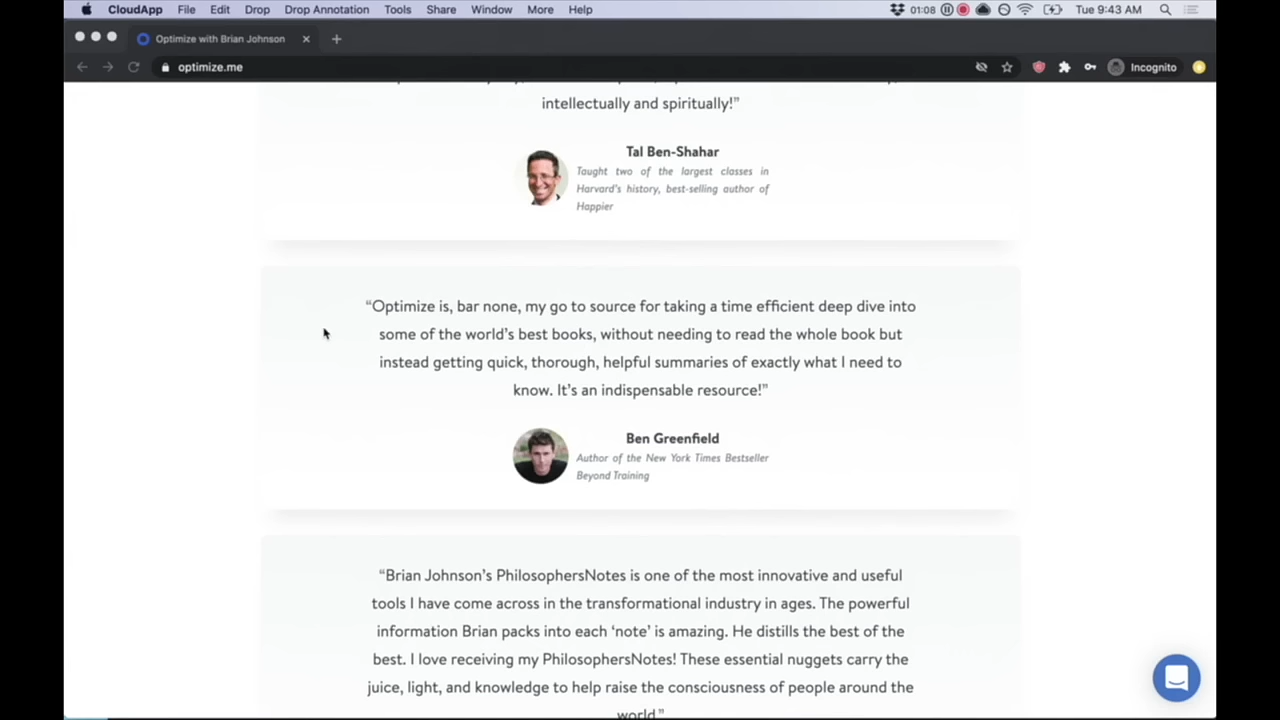 CloudApp File Edit Drop Drop Annotation Tools Share Window More Help 01:08 Tue 9:43 AM
Optimize with Brian Johnson
optimize.me Incognito
intellectually and spiritually!”
Tal Ben-Shahar
Taught two of the largest classes in
Harvard's history, best-selling author of
Happier
“Optimize is, bar none, my go to source for taking a time efficient deep dive into
some of the world’s best books, without needing to read the whole book but
instead getting quick, thorough, helpful summaries of exactly what I need to
know. It’s an indispensable resource!”
Ben Greenfield
Author of the New York Times Bestseller
Beyond Training
“Brian Johnson’s PhilosophersNotes is one of the most innovative and useful
tools I have come across in the transformational industry in ages. The powerful
information Brian packs into each ‘note’ is amazing. He distills the best of the
best. I love receiving my PhilosophersNotes! These essential nuggets carry the
juice, light, and knowledge to help raise the consciousness of people around the
world.”